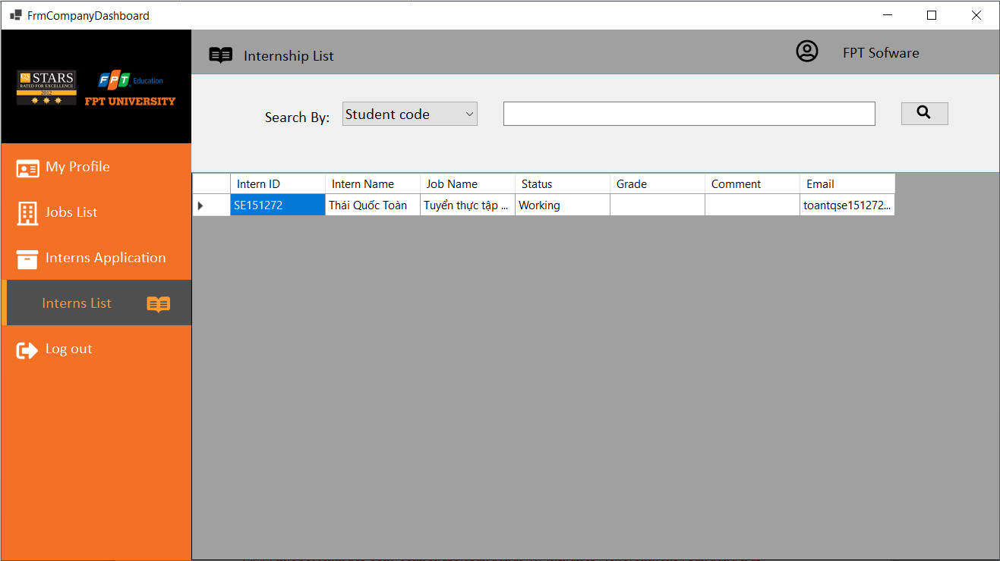 FrmCompanyDashboard
QS STARS
RATED FOR EXCELLENCE
2012
FPT Education
FPT UNIVERSITY
Internship List
FPT Sofware
Search By:
Student code
My Profile
Jobs List
Interns Application
Interns List
Log out
Intern ID Intern Name Job Name Status Grade Comment Email
SE151272 Thái Quốc Toàn Tuyển thực tập ... Working toantqse151272...